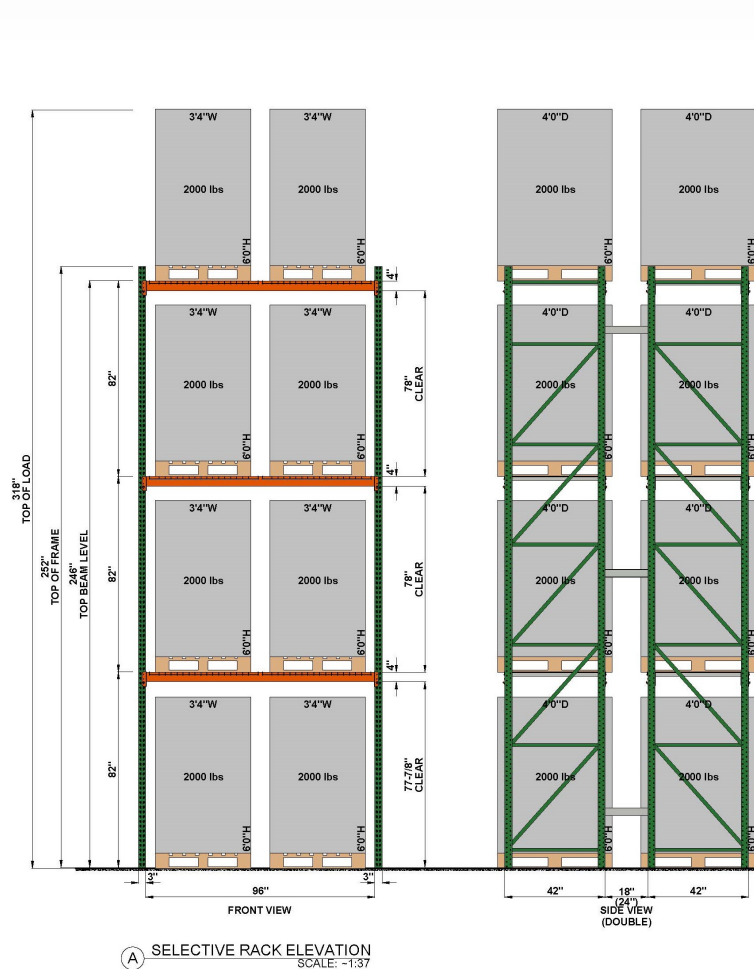 3'4"W
3'4"W
4'0"D
4'0"D
2000 lbs
2000 lbs
2000 lbs
2000 lbs
6'0"H
6'0"H
6'0"H
6'0"H
4"
3'4"W
3'4"W
4'0"D
4'0"D
82"
2000 lbs
2000 lbs
78"
CLEAR
2000 lbs
2000 lbs
6'0"H
6'0"H
6'0"H
6'0"H
4"
318"
TOP OF LOAD
252"
TOP OF FRAME
246"
TOP BEAM LEVEL
3'4"W
3'4"W
4'0"D
4'0"D
82"
2000 lbs
2000 lbs
78"
CLEAR
2000 lbs
2000 lbs
6'0"H
6'0"H
6'0"H
6'0"H
4"
3'4"W
3'4"W
4'0"D
4'0"D
82"
2000 lbs
2000 lbs
77-7/8"
CLEAR
2000 lbs
2000 lbs
6'0"H
6'0"H
6'0"H
6'0"H
3"
3"
96"
42"
18"
(24")
42"
FRONT VIEW
SIDE VIEW
(DOUBLE)
A
SELECTIVE RACK ELEVATION
SCALE: ~1:37